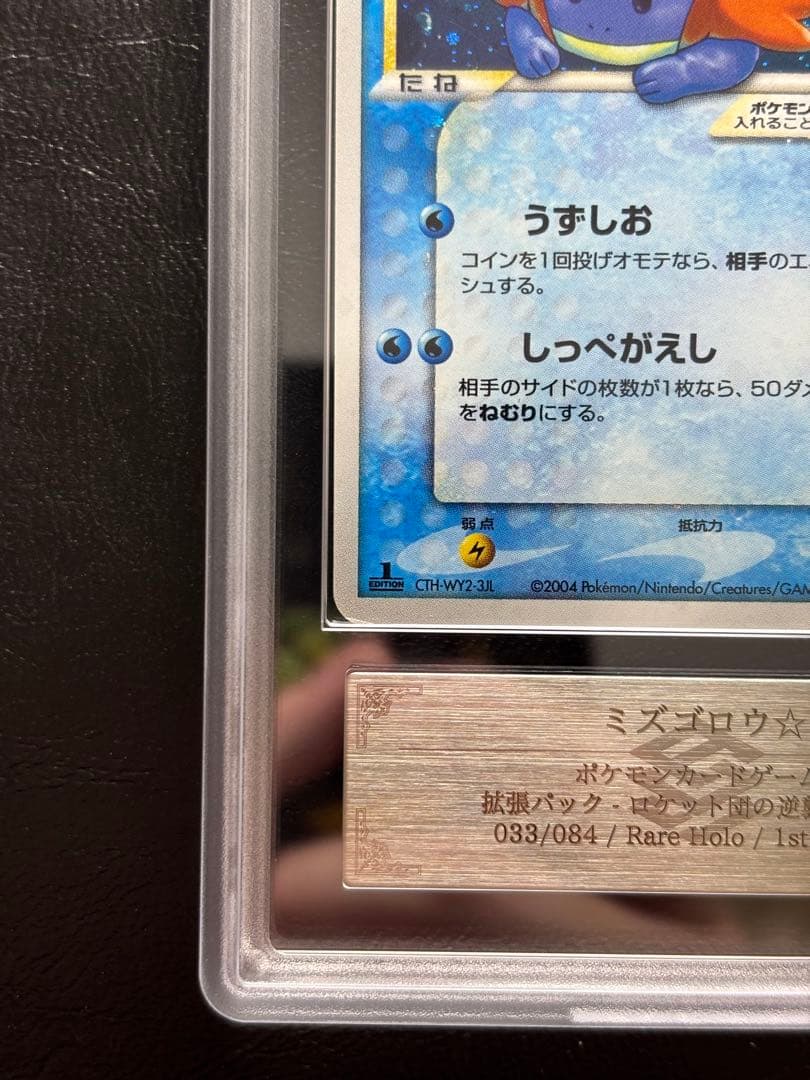 たね
ポケモン
入れること
うずしお
コインを1回投げオモテなら、相手のエネ
シュする。
しっぺがえし
相手のサイドの枚数が1枚なら、50ダメ
をねむりにする。
弱点 抵抗力
1 EDITION CTH-WY2-3JL ©2004 Pokémon/Nintendo/Creatures/GAM
ミズゴロウ☆
ポケモンカードゲーム
拡張パック - ロケット団の逆襲
033/084 / Rare Holo / 1st